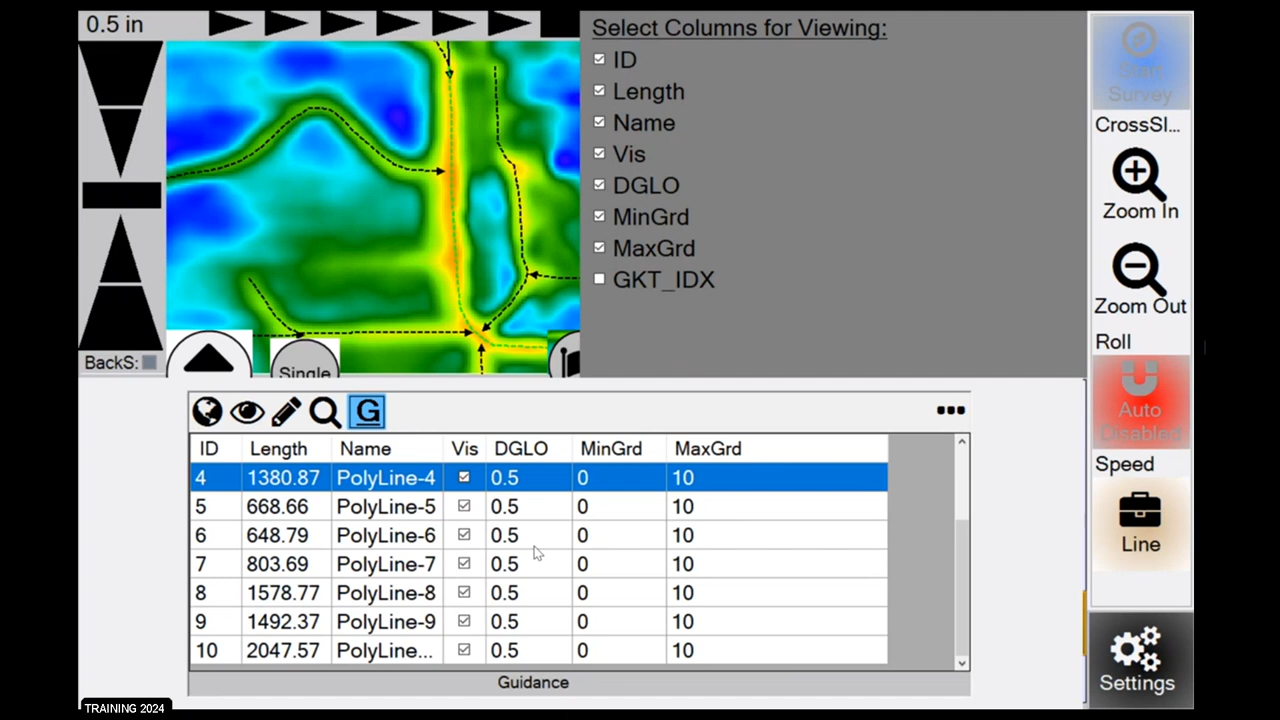 0.5 in
Select Columns for Viewing:
ID
Length
Name
Vis
DGLO
MinGrd
MaxGrd
GKT_IDX
BackS:
Single
Start
Survey
CrossSl...
Zoom In
Zoom Out
Roll
Auto
Disabled
Speed
Line
Settings
G
ID Length Name Vis DGLO MinGrd MaxGrd
4 1380.87 PolyLine-4 0.5 0 10
5 668.66 PolyLine-5 0.5 0 10
6 648.79 PolyLine-6 0.5 0 10
7 803.69 PolyLine-7 0.5 0 10
8 1578.77 PolyLine-8 0.5 0 10
9 1492.37 PolyLine-9 0.5 0 10
10 2047.57 PolyLine... 0.5 0 10
Guidance
TRAINING 2024